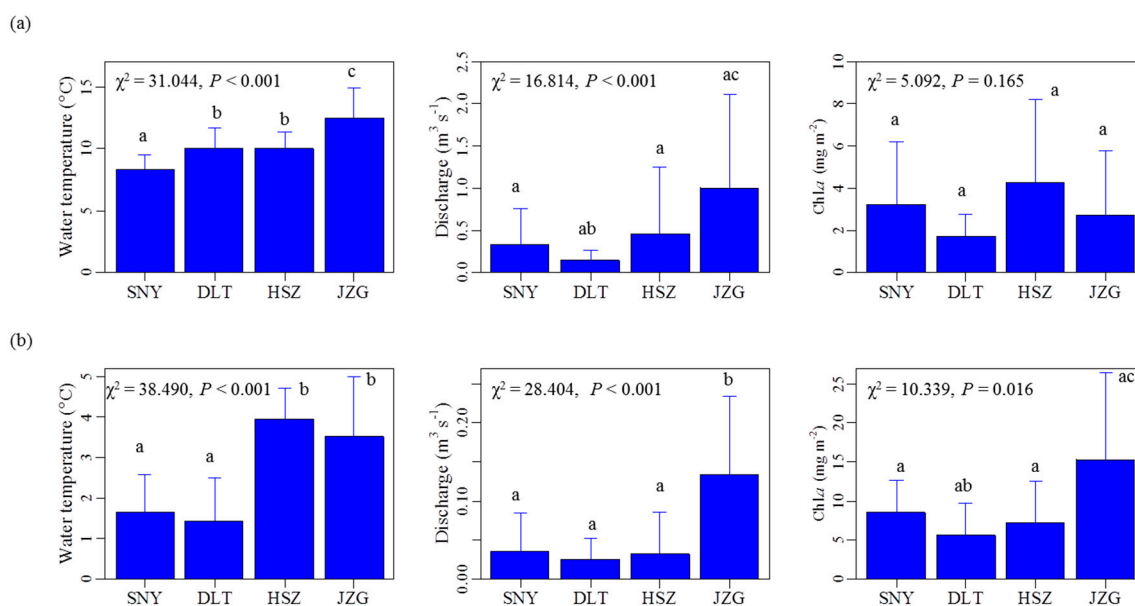 (a)
χ² = 31.044, P < 0.001
Water temperature (°C)
15
10
5
0
a
b
b
c
SNY DLT HSZ JZG
χ² = 16.814, P < 0.001
Discharge (m³ s⁻¹)
2.5
2.0
1.5
1.0
0.5
0.0
a
ab
a
ac
SNY DLT HSZ JZG
χ² = 5.092, P = 0.165
Chla (mg m⁻²)
10
8
6
4
2
0
a
a
a
a
SNY DLT HSZ JZG
(b)
χ² = 38.490, P < 0.001
Water temperature (°C)
5
4
3
2
1
0
a
a
b
b
SNY DLT HSZ JZG
χ² = 28.404, P < 0.001
Discharge (m³ s⁻¹)
0.20
0.10
0.00
a
a
a
b
SNY DLT HSZ JZG
χ² = 10.339, P = 0.016
Chla (mg m⁻²)
25
20
15
10
5
0
a
ab
a
ac
SNY DLT HSZ JZG